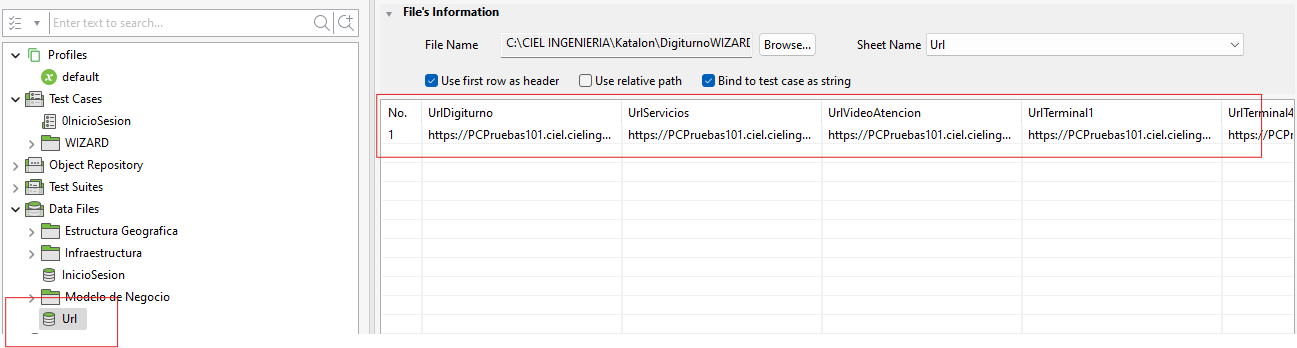 Enter text to search...
Profiles
default
Test Cases
0InicioSesion
WIZARD
Object Repository
Test Suites
Data Files
Estructura Geografica
Infraestructura
InicioSesion
Modelo de Negocio
Url
File's Information
File Name C:\CIEL INGENIERIA\Katalon\DigiturnoWIZARD Browse... Sheet Name Url
Use first row as header Use relative path Bind to test case as string
No. UrlDigiturno UrlServicios UrlVideoAtencion UrlTerminal1 UrlTerminal4
1 https://PCPruebas101.ciel.cieling... https://PCPruebas101.ciel.cieling... https://PCPruebas101.ciel.cieling... https://PCPruebas101.ciel.cieling... https://PCPr